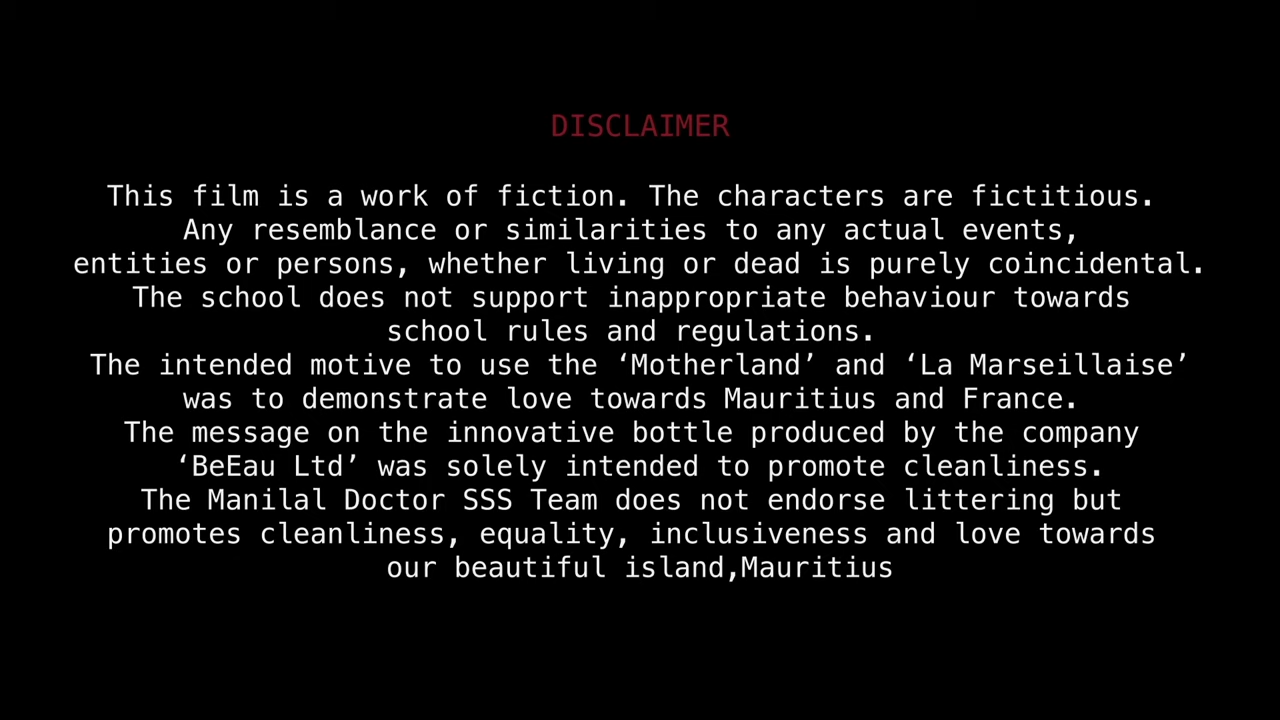 DISCLAIMER
This film is a work of fiction. The characters are fictitious.
Any resemblance or similarities to any actual events,
entities or persons, whether living or dead is purely coincidental.
The school does not support inappropriate behaviour towards
school rules and regulations.
The intended motive to use the ‘Motherland’ and ‘La Marseillaise’
was to demonstrate love towards Mauritius and France.
The message on the innovative bottle produced by the company
‘BeEau Ltd’ was solely intended to promote cleanliness.
The Manilal Doctor SSS Team does not endorse littering but
promotes cleanliness, equality, inclusiveness and love towards
our beautiful island,Mauritius